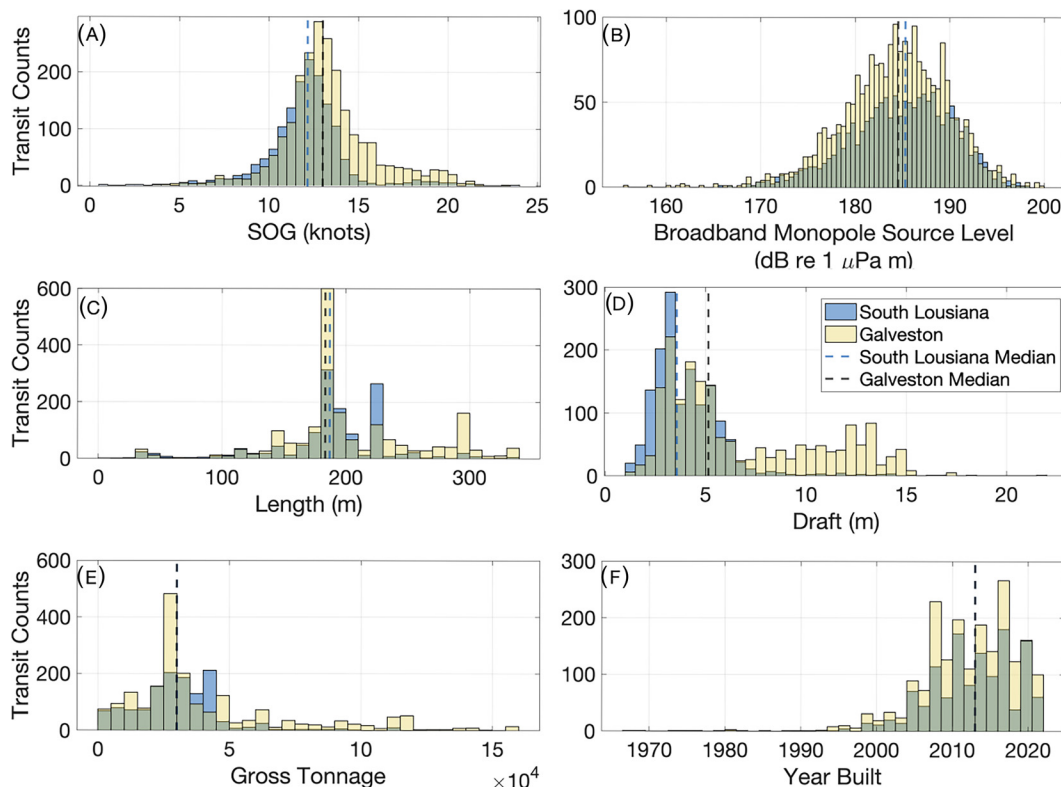 (A)
Transit Counts
200
100
0
0 5 10 15 20 25
SOG (knots)
(B)
100
50
0
160 170 180 190 200
Broadband Monopole Source Level
(dB re 1 μPa m)
(C)
Transit Counts
600
400
200
0
0 100 200 300
Length (m)
(D)
300
200
100
0
0 5 10 15 20
Draft (m)
South Lousiana
Galveston
South Lousiana Median
Galveston Median
(E)
Transit Counts
600
400
200
0
0 5 10 15
×10⁴
Gross Tonnage
(F)
300
200
100
0
1970 1980 1990 2000 2010 2020
Year Built